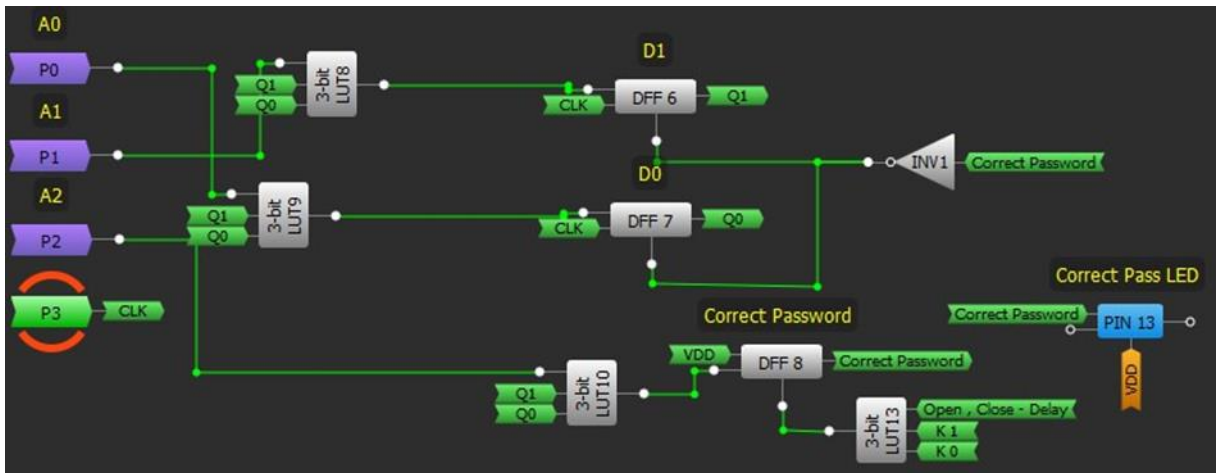 A0
P0
A1
P1
A2
P2
P3
CLK
Q1
Q0
3-bit
LUT8
D1
CLK
DFF 6
Q1
INV1
Correct Password
Q1
Q0
3-bit
LUT9
D0
CLK
DFF 7
Q0
Correct Password
VDD
DFF 8
Correct Password
Q1
Q0
3-bit
LUT10
3-bit
LUT13
Open , Close - Delay
K 1
K 0
Correct Pass LED
Correct Password
PIN 13
VDD